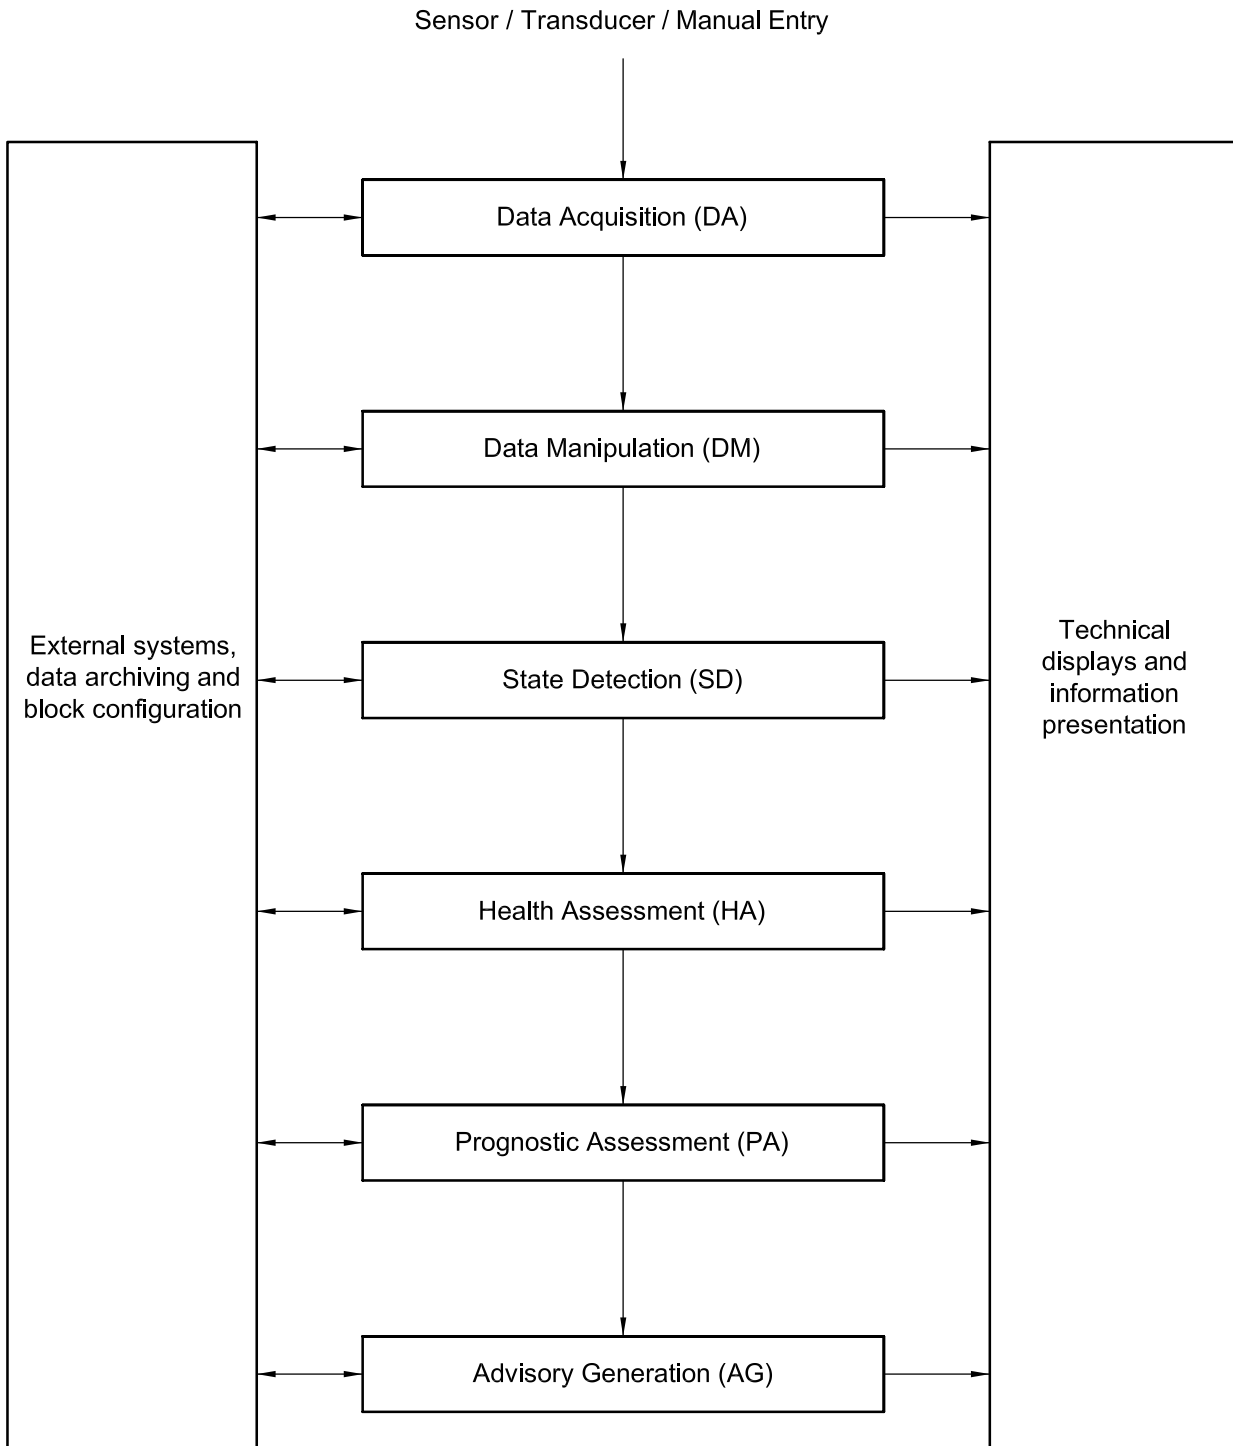 Sensor / Transducer / Manual Entry
Data Acquisition (DA)
Data Manipulation (DM)
External systems,
data archiving and
block configuration
State Detection (SD)
Technical
displays and
information
presentation
Health Assessment (HA)
Prognostic Assessment (PA)
Advisory Generation (AG)